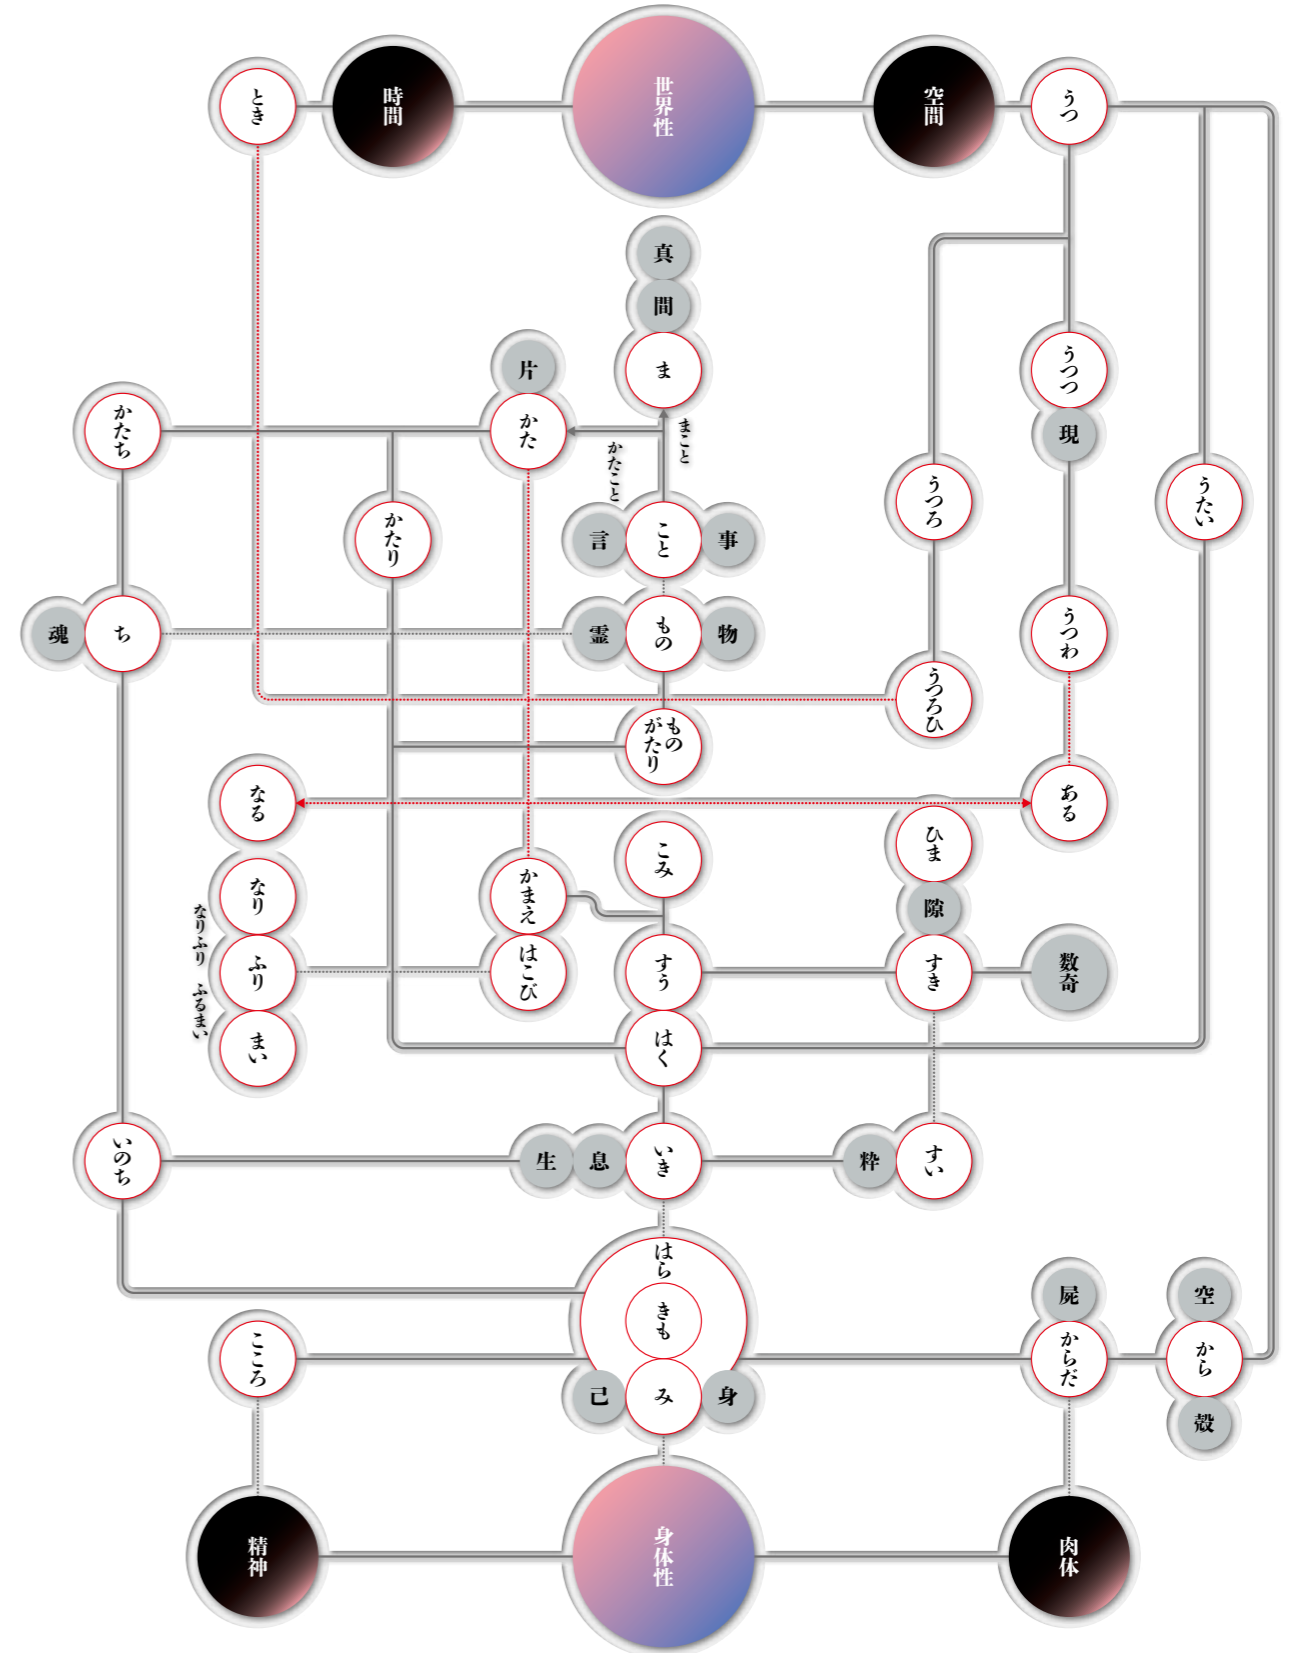 とき
時間
世界性
空間
うつ
真
間
ま
うつつ
現
片
かた
かたち
まこと
かたこと
うつろ
うたい
かたり
言
こと
事
魂
ち
霊
もの
物
うつわ
うつろひ
もの
がたり
なる
ある
ひま
隙
こみ
かまえ
はこび
なり
ふり
まい
なりふり
ふるまい
すう
はく
すき
数奇
いのち
生
息
いき
粋
すい
はら
きも
み
己
身
こころ
屍
からだ
空
から
殻
精神
身体性
肉体